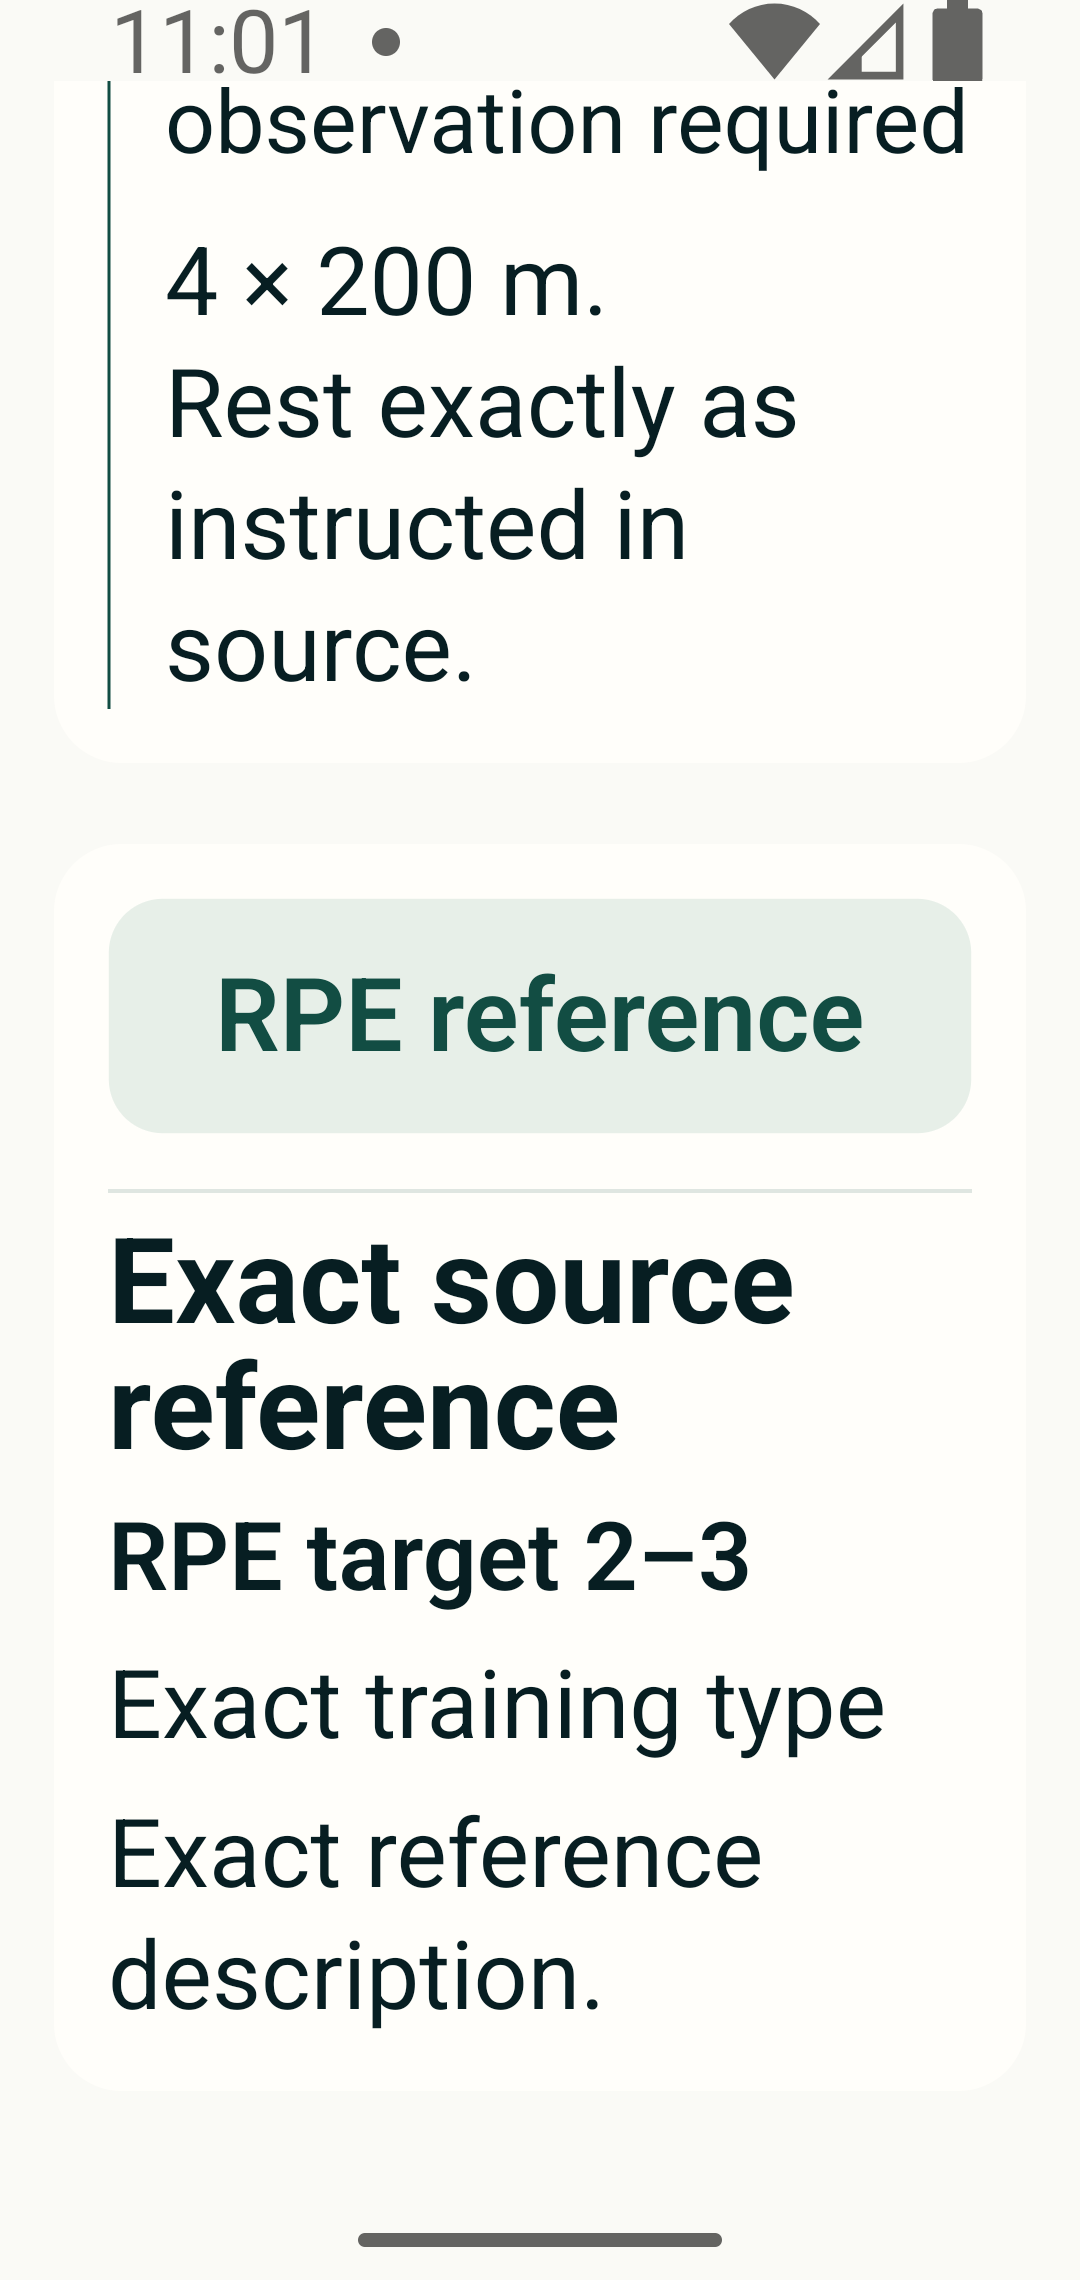 11:01
observation required
4 × 200 m.
Rest exactly as
instructed in
source.
RPE reference
Exact source
reference
RPE target 2–3
Exact training type
Exact reference
description.